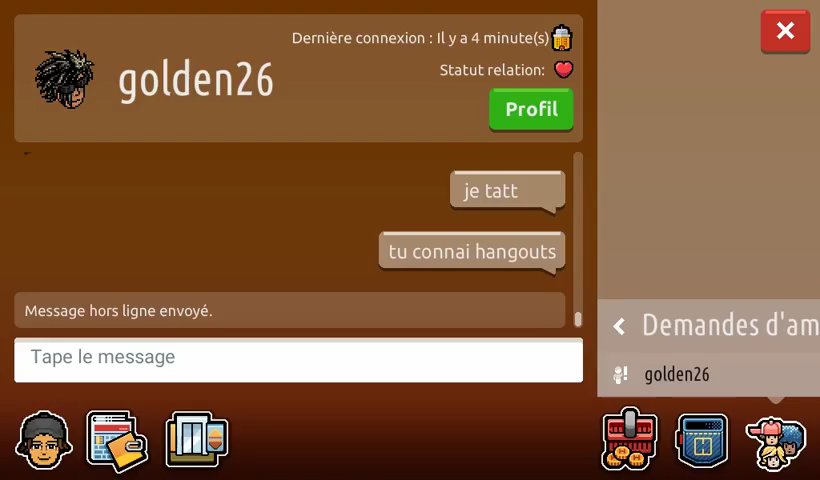 Dernière connexion : Il y a 4 minute(s)
golden26
Statut relation:
Profil
je tatt
tu connai hangouts
Message hors ligne envoyé.
Tape le message
Demandes d'am
golden26